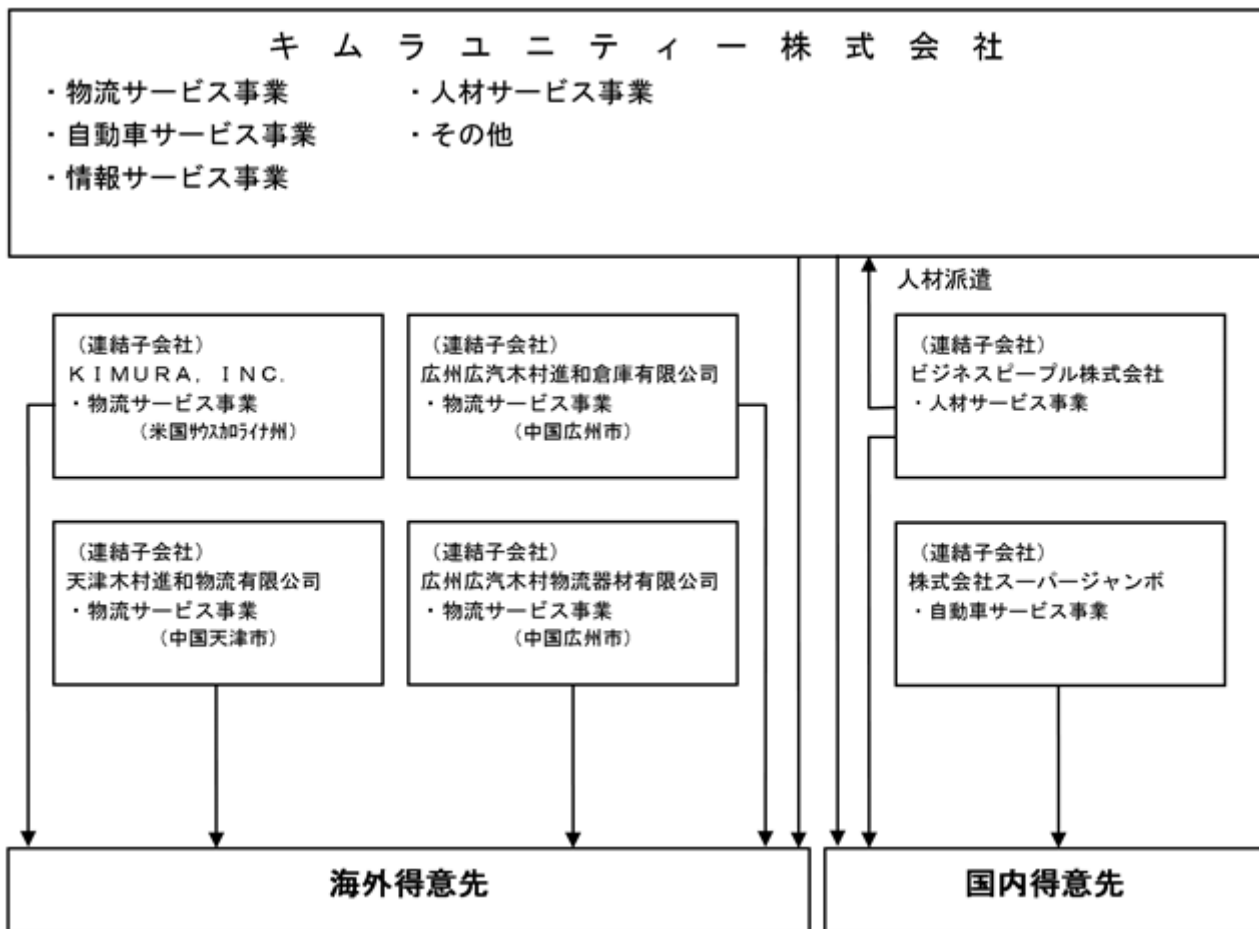 キムラユニティー株式会社
・物流サービス事業 ・人材サービス事業
・自動車サービス事業 ・その他
・情報サービス事業
人材派遣
（連結子会社）
ＫＩＭＵＲＡ，ＩＮＣ．
・物流サービス事業
（米国ｻｳｽｶﾛﾗｲﾅ州）
（連結子会社）
広州広汽木村進和倉庫有限公司
・物流サービス事業
（中国広州市）
（連結子会社）
ビジネスピープル株式会社
・人材サービス事業
（連結子会社）
天津木村進和物流有限公司
・物流サービス事業
（中国天津市）
（連結子会社）
広州広汽木村物流器材有限公司
・物流サービス事業
（中国広州市）
（連結子会社）
株式会社スーパージャンボ
・自動車サービス事業
海外得意先
国内得意先